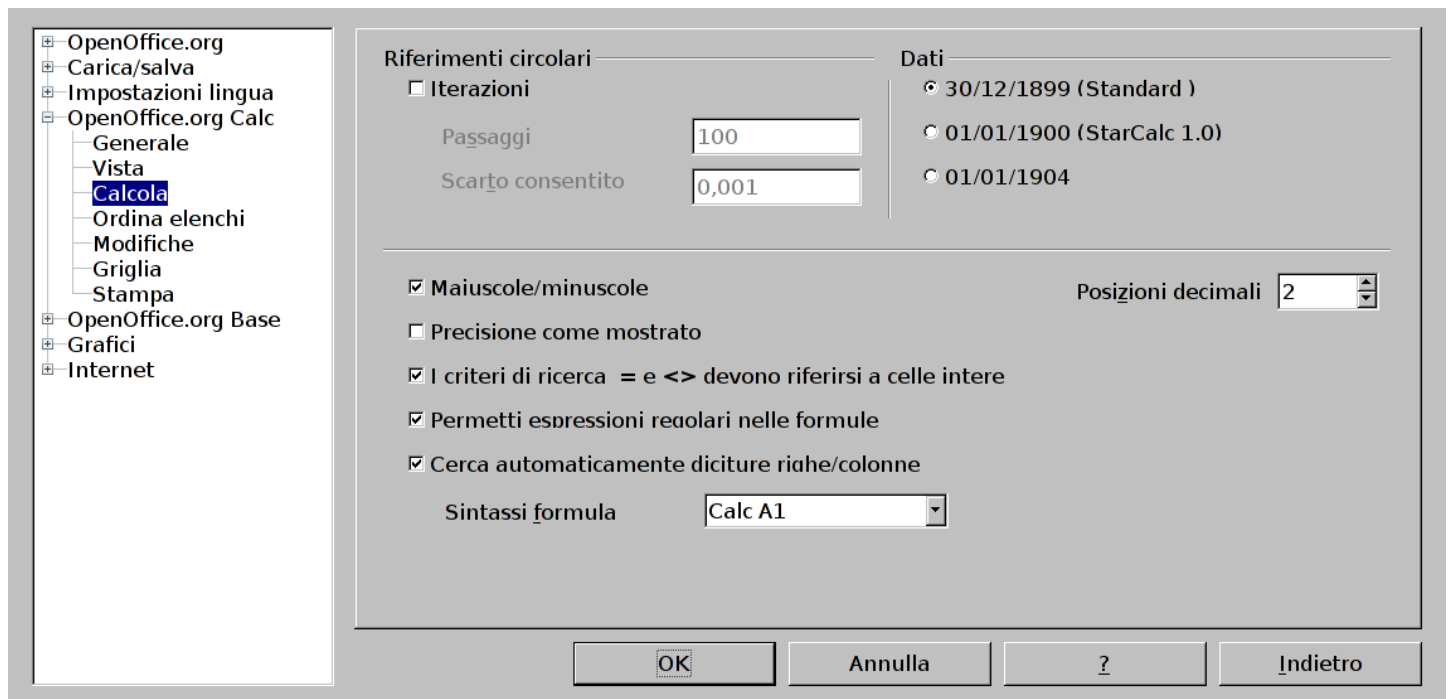 OpenOffice.org
Carica/salva
Impostazioni lingua
OpenOffice.org Calc
Generale
Vista
Calcola
Ordina elenchi
Modifiche
Griglia
Stampa
OpenOffice.org Base
Grafici
Internet
Riferimenti circolari
Iterazioni
Passaggi 100
Scarto consentito 0,001
Dati
30/12/1899 (Standard )
01/01/1900 (StarCalc 1.0)
01/01/1904
Maiuscole/minuscole
Posizioni decimali 2
Precisione come mostrato
I criteri di ricerca = e <> devono riferirsi a celle intere
Permetti espressioni regolari nelle formule
Cerca automaticamente diciture righe/colonne
Sintassi formula Calc A1
OK Annulla ? Indietro